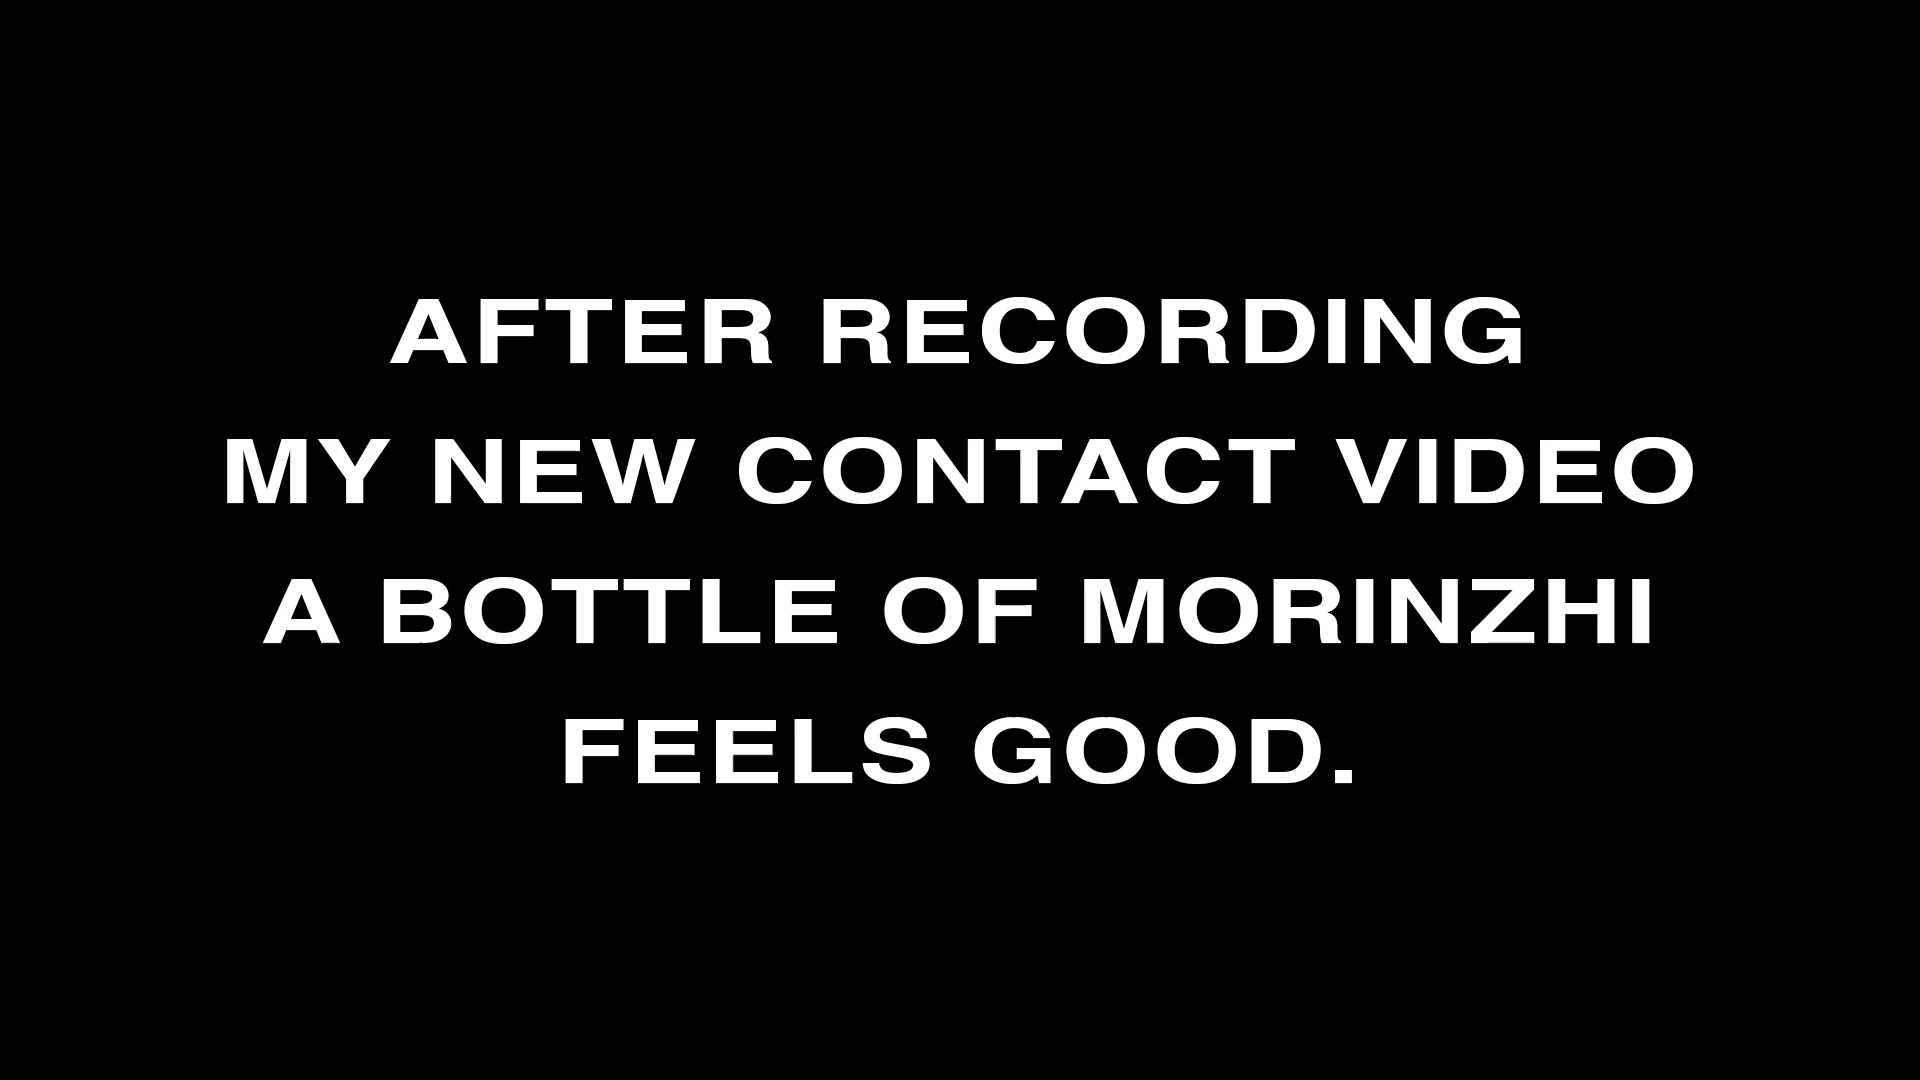 AFTER RECORDING
MY NEW CONTACT VIDEO
A BOTTLE OF MORINZHI
FEELS GOOD.